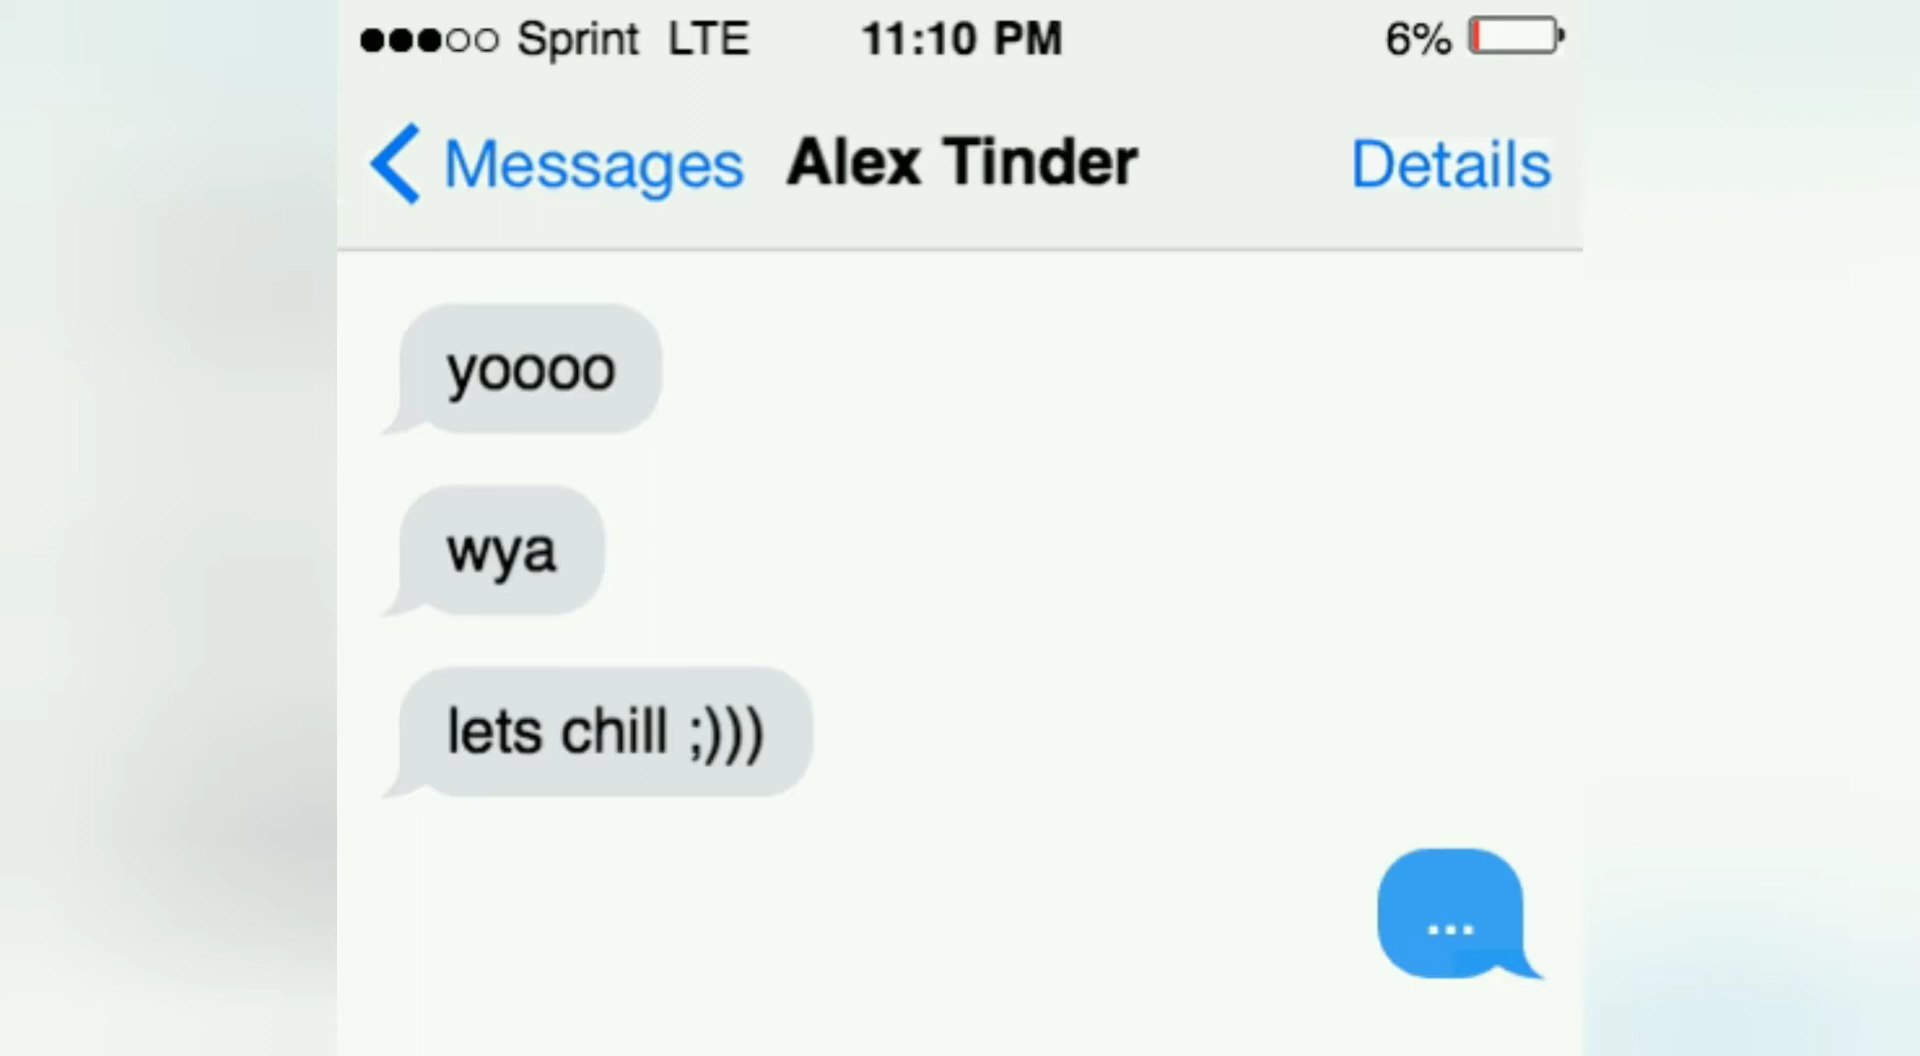 ●●●○○ Sprint LTE 11:10 PM 6%
Messages Alex Tinder Details
yoooo
wya
lets chill ;)))
...